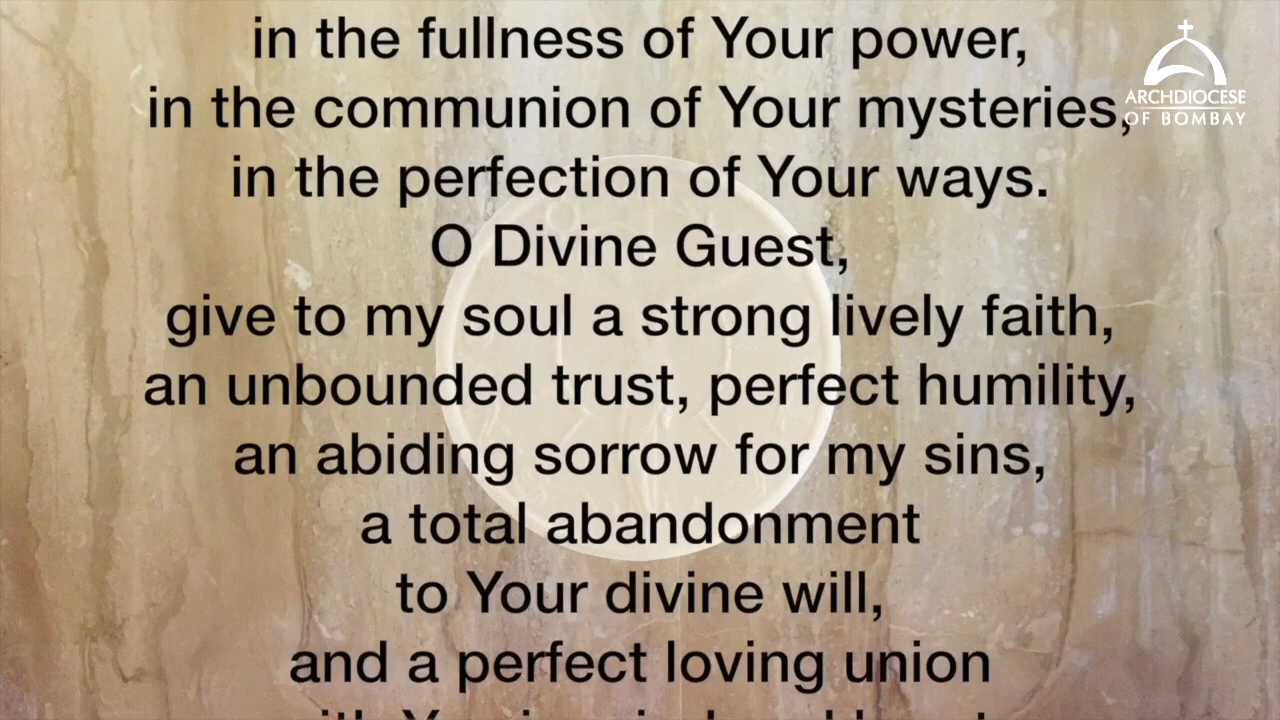 in the fullness of Your power,
in the communion of Your mysteries,
in the perfection of Your ways.
O Divine Guest,
give to my soul a strong lively faith,
an unbounded trust, perfect humility,
an abiding sorrow for my sins,
a total abandonment
to Your divine will,
and a perfect loving union
ARCHDIOCESE
OF BOMBAY